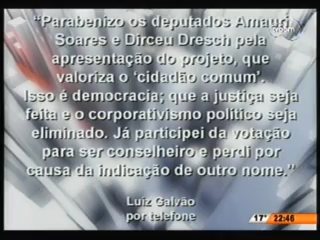 “Parabenizo os deputados Amauri
Soares e Dirceu Dresch pela
apresentação do projeto, que
valoriza o ‘cidadão comum’.
Isso é democracia; que a justiça seja
feita e o corporativismo político seja
eliminado. Já participei da votação
para ser conselheiro e perdi por
causa da indicação de outro nome.”
Luiz Galvão
por telefone
17° 22:46